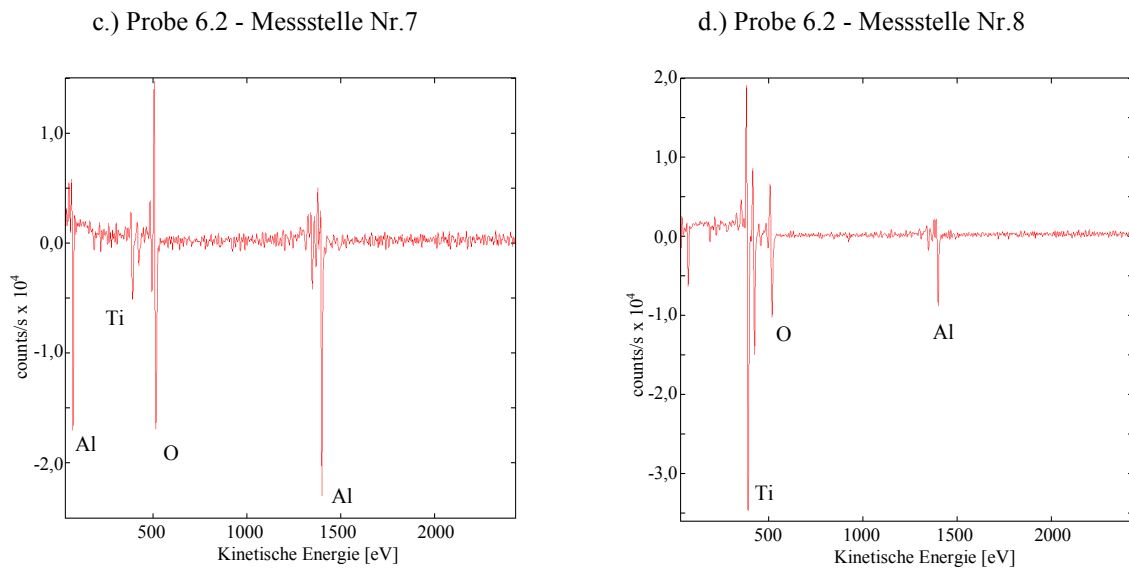 c.) Probe 6.2 - Messstelle Nr.7
1,0
0,0
-1,0
-2,0
counts/s x 10⁴
Ti
Al
O
Al
500
1000
1500
2000
Kinetische Energie [eV]
d.) Probe 6.2 - Messstelle Nr.8
2,0
1,0
0,0
-1,0
-2,0
-3,0
counts/s x 10⁴
O
Al
Ti
500
1000
1500
2000
Kinetische Energie [eV]